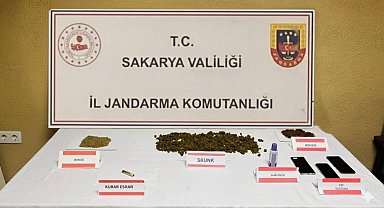 T.C.
SAKARYA VALİLİĞİ
İL JANDARMA KOMUTANLIĞI
BONZAİ
SKUNK
KUBAR ESRAR